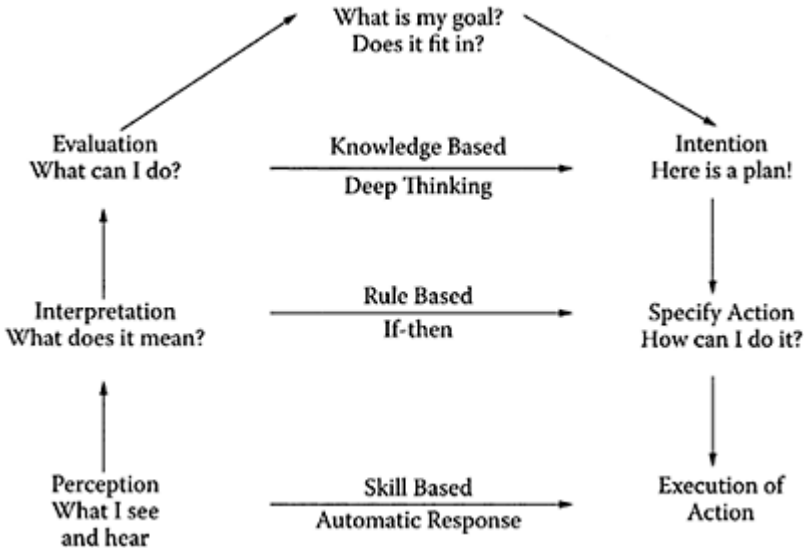 What is my goal?
Does it fit in?
Evaluation
What can I do?
Knowledge Based
Deep Thinking
Intention
Here is a plan!
Interpretation
What does it mean?
Rule Based
If-then
Specify Action
How can I do it?
Perception
What I see
and hear
Skill Based
Automatic Response
Execution of
Action